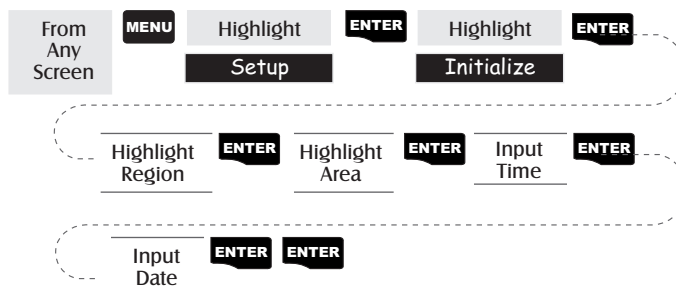 From
Any
Screen
MENU
Highlight
Setup
ENTER
Highlight
Initialize
ENTER
Highlight
Region
ENTER
Highlight
Area
ENTER
Input
Time
ENTER
Input
Date
ENTER
ENTER